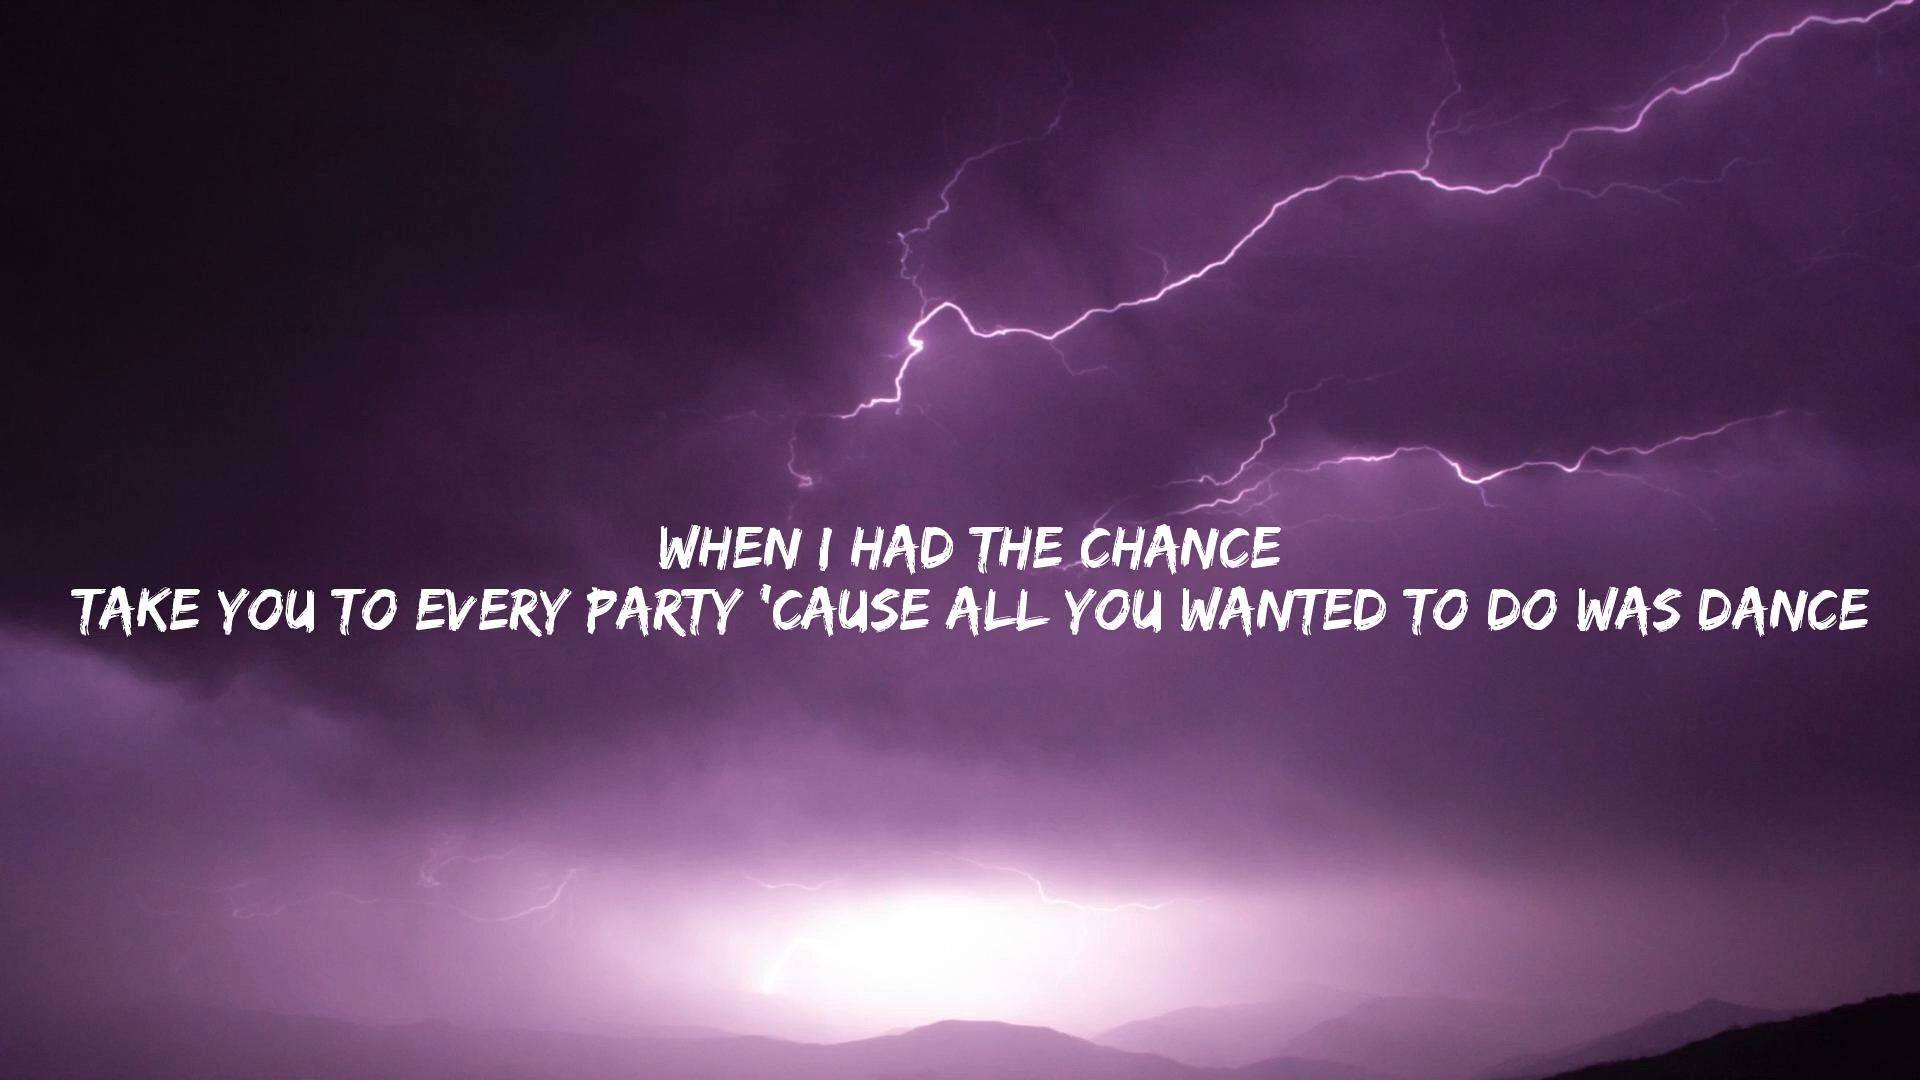 WHEN I HAD THE CHANCE
TAKE YOU TO EVERY PARTY 'CAUSE ALL YOU WANTED TO DO WAS DANCE